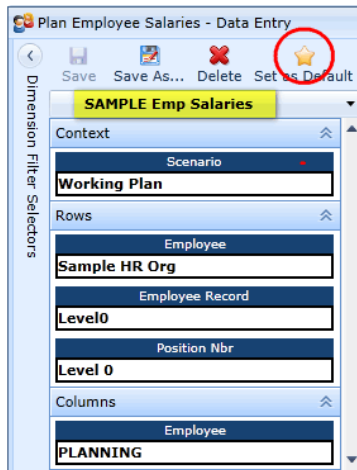 Plan Employee Salaries - Data Entry
Save Save As... Delete Set as Default
Dimension Filter Selectors
SAMPLE Emp Salaries
Context
Scenario
Working Plan
Rows
Employee
Sample HR Org
Employee Record
Level0
Position Nbr
Level 0
Columns
Employee
PLANNING